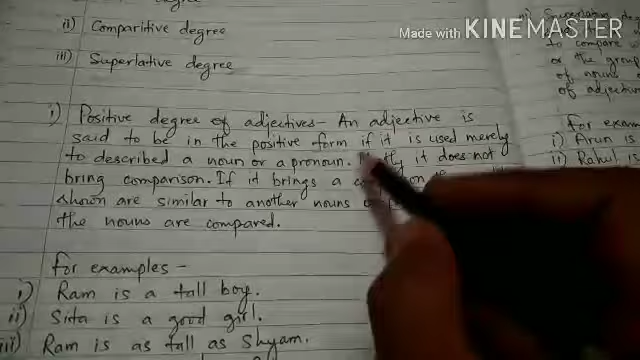 degree
ii) Comparitive degree
iii) Superlative degree
i) Positive degree of adjectives- An adjective is
said to be in the positive form if it is used merely
to described a noun or a pronoun. it does not
bring comparison. If it brings a
shown are similar to another nouns
the nouns are compared.
for examples -
i) Ram is a tall boy.
ii) Sita is a good girl.
iii) Ram is as tall as Shyam.
Made with KINEMASTER
iii) Superlative
to compare
or the group
of nouns
of adjectiv
for exam
i) Arun is
ii) Rahul is